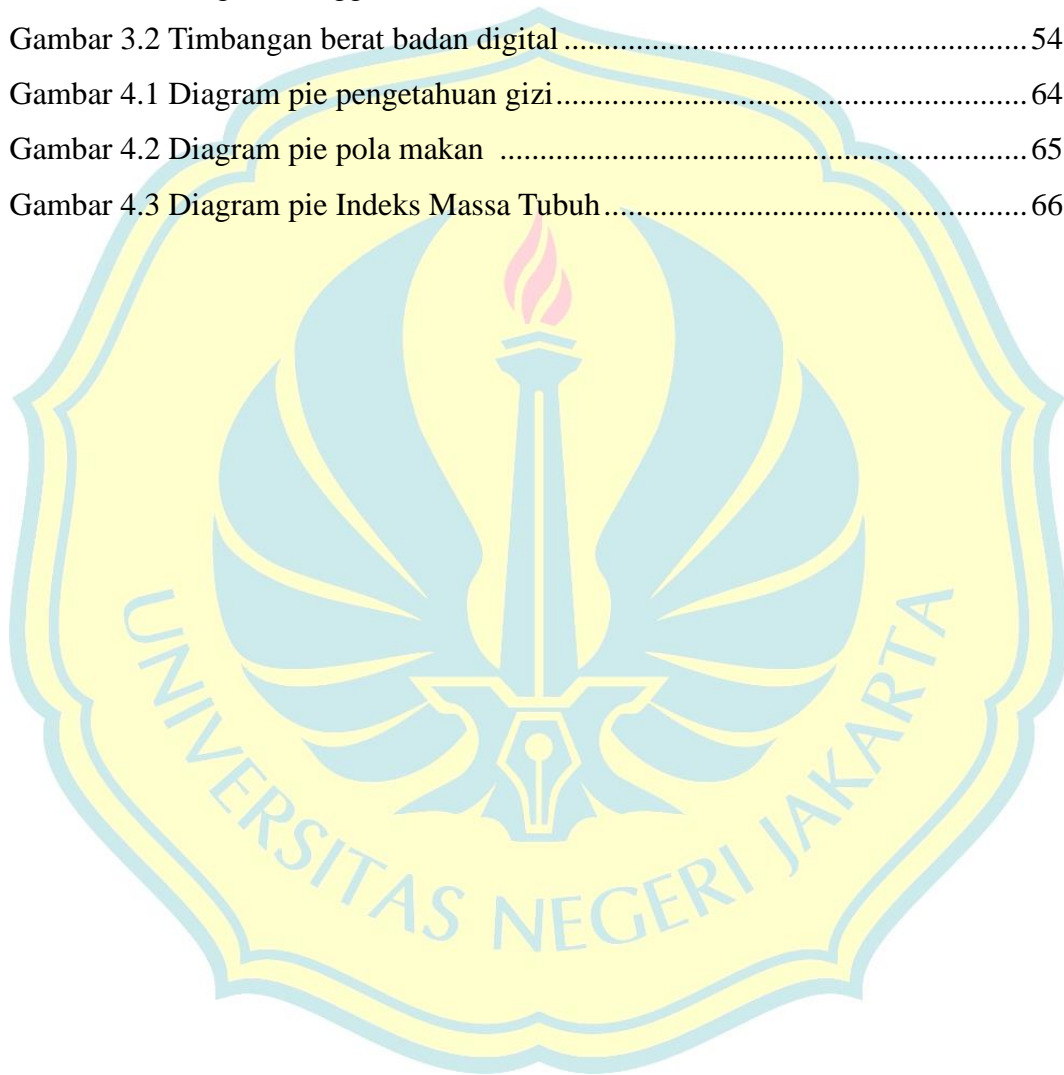 Gambar 3.2 Timbangan berat badan digital ........................................................ 54
Gambar 4.1 Diagram pie pengetahuan gizi......................................................... 64
Gambar 4.2 Diagram pie pola makan ................................................................ 65
Gambar 4.3 Diagram pie Indeks Massa Tubuh................................................... 66
UNIVERSITAS NEGERI JAKARTA